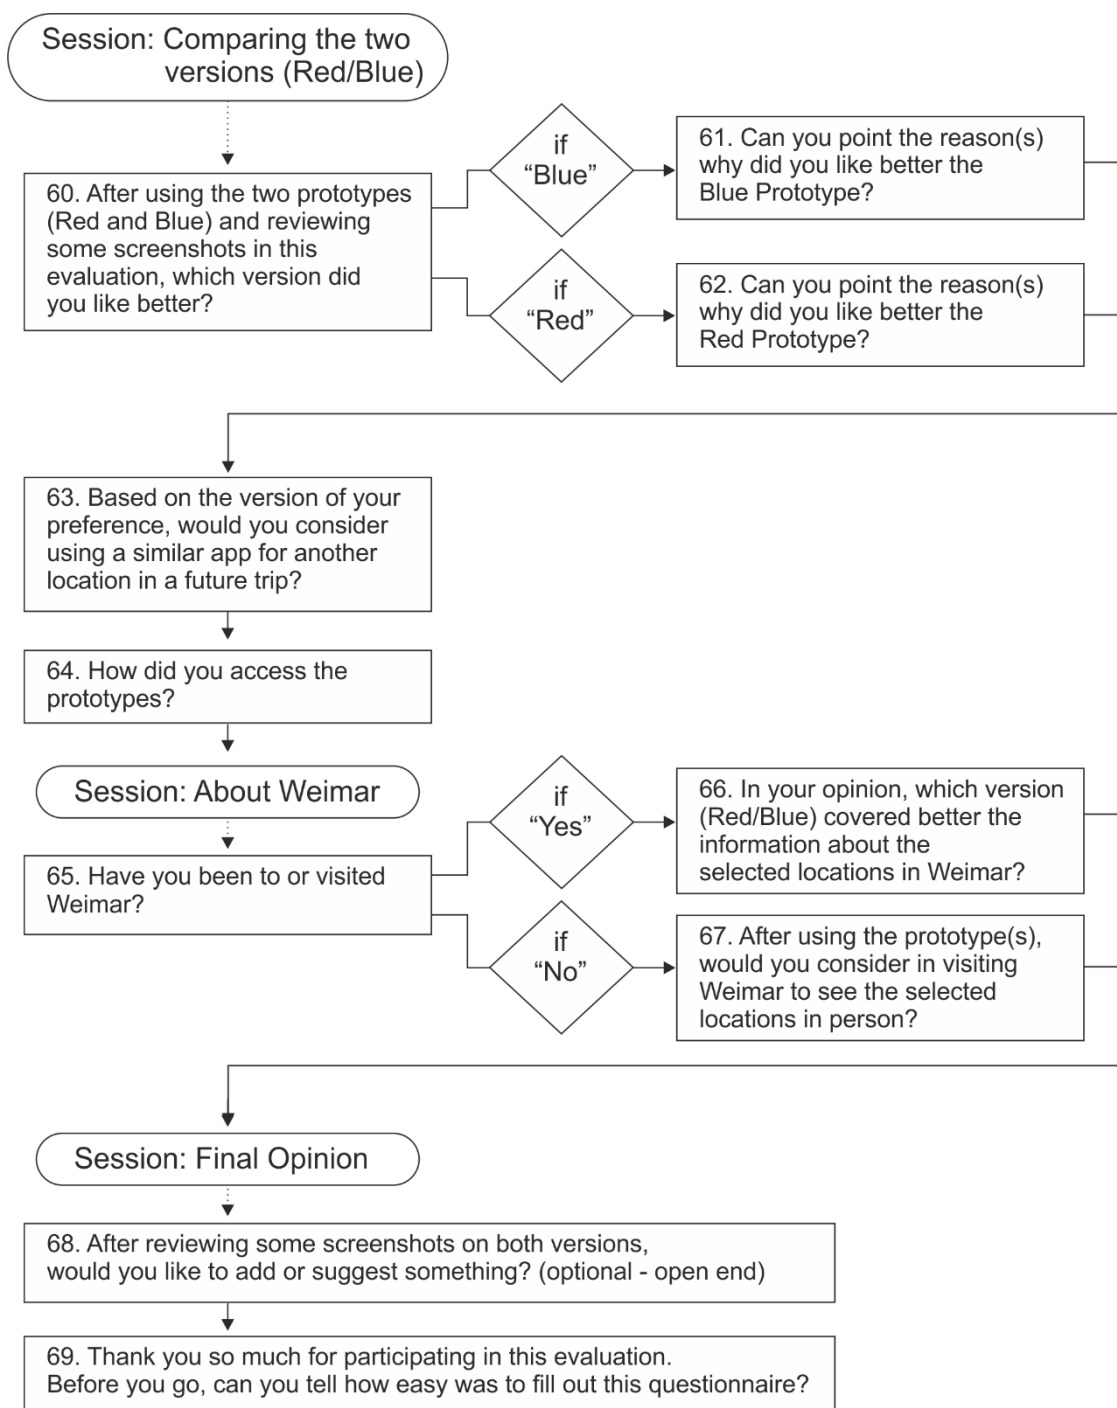 Session: Comparing the two
versions (Red/Blue)
60. After using the two prototypes
(Red and Blue) and reviewing
some screenshots in this
evaluation, which version did
you like better?
if
“Blue”
61. Can you point the reason(s)
why did you like better the
Blue Prototype?
if
“Red”
62. Can you point the reason(s)
why did you like better the
Red Prototype?
63. Based on the version of your
preference, would you consider
using a similar app for another
location in a future trip?
64. How did you access the
prototypes?
Session: About Weimar
65. Have you been to or visited
Weimar?
if
“Yes”
66. In your opinion, which version
(Red/Blue) covered better the
information about the
selected locations in Weimar?
if
“No”
67. After using the prototype(s),
would you consider in visiting
Weimar to see the selected
locations in person?
Session: Final Opinion
68. After reviewing some screenshots on both versions,
would you like to add or suggest something? (optional - open end)
69. Thank you so much for participating in this evaluation.
Before you go, can you tell how easy was to fill out this questionnaire?